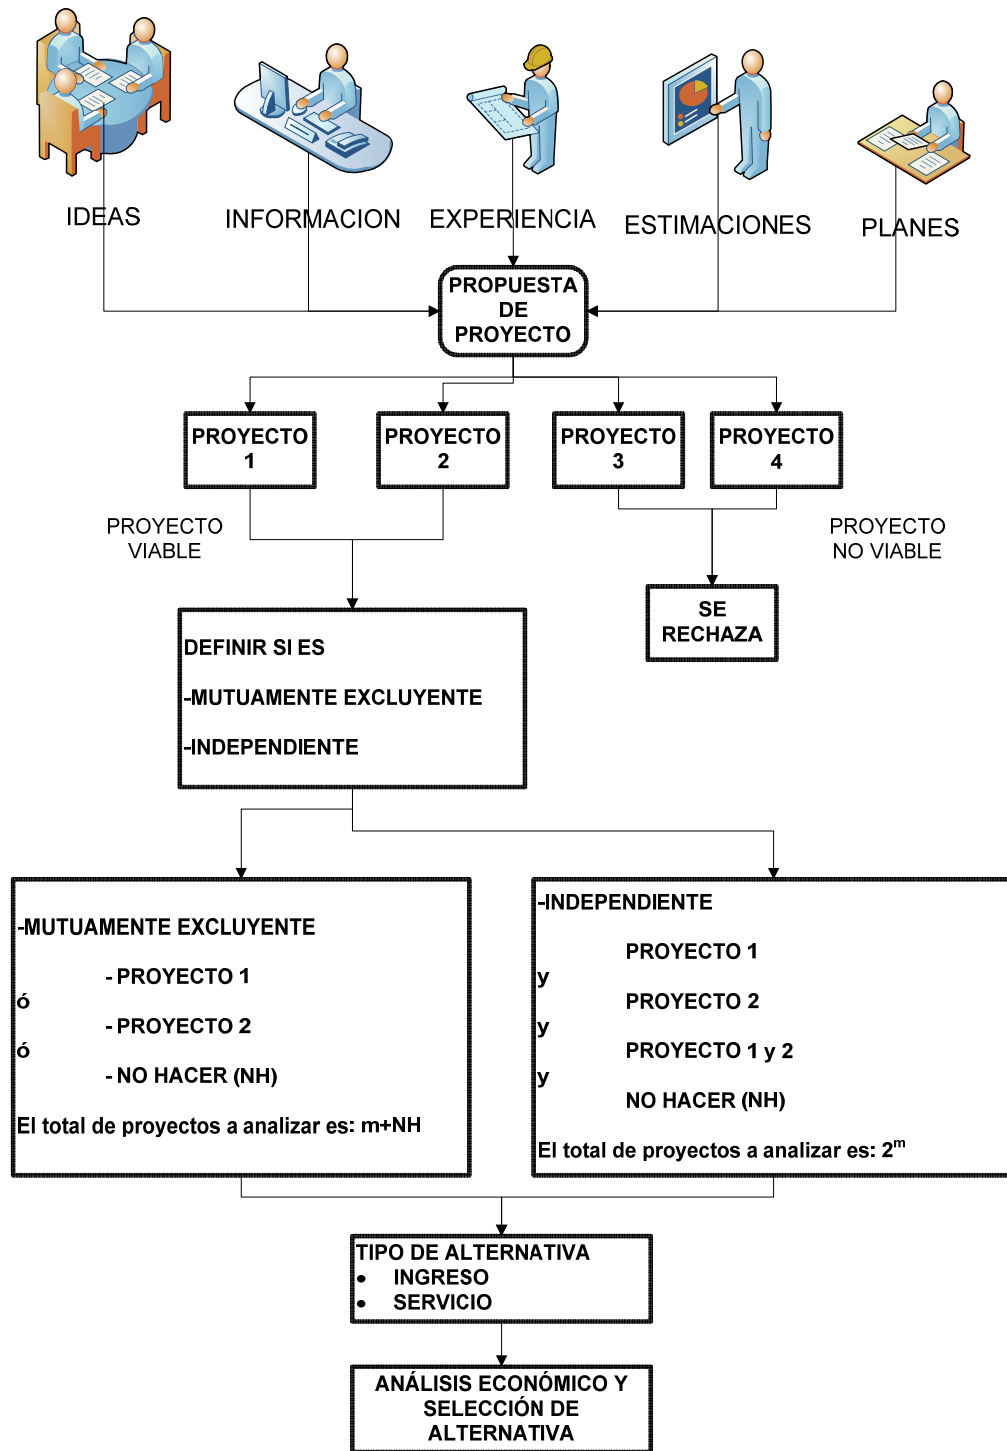 IDEAS
INFORMACION
EXPERIENCIA
ESTIMACIONES
PLANES
PROPUESTA
DE
PROYECTO
PROYECTO
1
PROYECTO
2
PROYECTO
3
PROYECTO
4
PROYECTO
VIABLE
PROYECTO
NO VIABLE
SE
RECHAZA
DEFINIR SI ES
-MUTUAMENTE EXCLUYENTE
-INDEPENDIENTE
-MUTUAMENTE EXCLUYENTE
- PROYECTO 1
ó
- PROYECTO 2
ó
- NO HACER (NH)
El total de proyectos a analizar es: m+NH
-INDEPENDIENTE
PROYECTO 1
y
PROYECTO 2
y
PROYECTO 1 y 2
y
NO HACER (NH)
El total de proyectos a analizar es: 2^m
TIPO DE ALTERNATIVA
• INGRESO
• SERVICIO
ANÁLISIS ECONÓMICO Y
SELECCIÓN DE
ALTERNATIVA